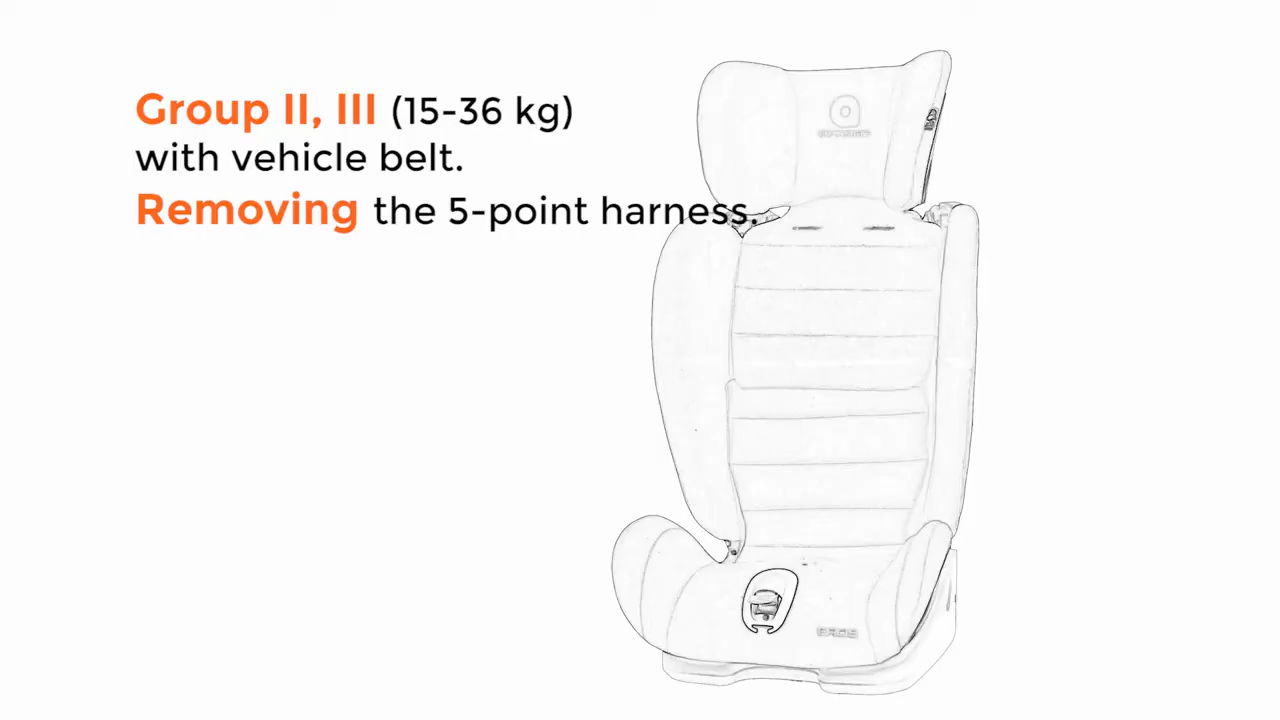 Group II, III (15-36 kg)
with vehicle belt.
Removing the 5-point harness.